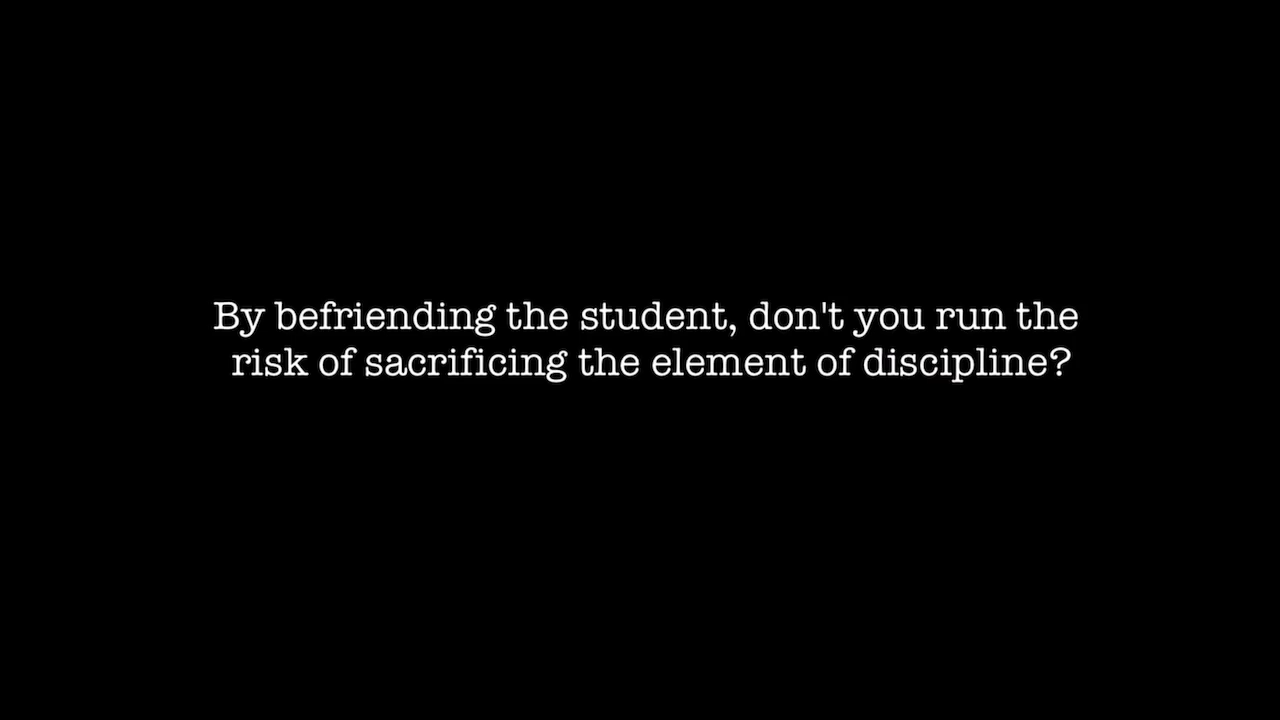 By befriending the student, don't you run the
risk of sacrificing the element of discipline?